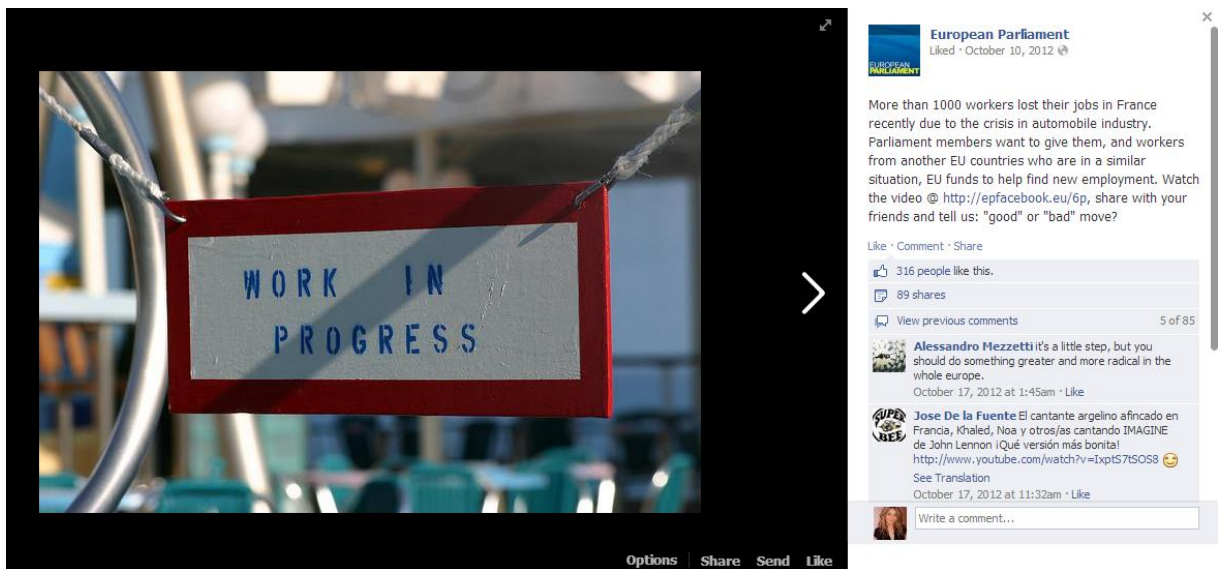 WORK IN
PROGRESS
Options Share Send Like
EUROPEAN
PARLIAMENT
European Parliament
Liked · October 10, 2012
More than 1000 workers lost their jobs in France
recently due to the crisis in automobile industry.
Parliament members want to give them, and workers
from another EU countries who are in a similar
situation, EU funds to help find new employment. Watch
the video @ http://epfacebook.eu/6p, share with your
friends and tell us: "good" or "bad" move?
Like · Comment · Share
316 people like this.
89 shares
View previous comments 5 of 85
Alessandro Mezzetti it's a little step, but you
should do something greater and more radical in the
whole europe.
October 17, 2012 at 1:45am · Like
SUPER
BEE
Jose De la Fuente El cantante argelino afincado en
Francia, Khaled, Noa y otros/as cantando IMAGINE
de John Lennon ¡Qué versión más bonita!
http://www.youtube.com/watch?v=IxptS7tSOS8
See Translation
October 17, 2012 at 11:32am · Like
Write a comment...